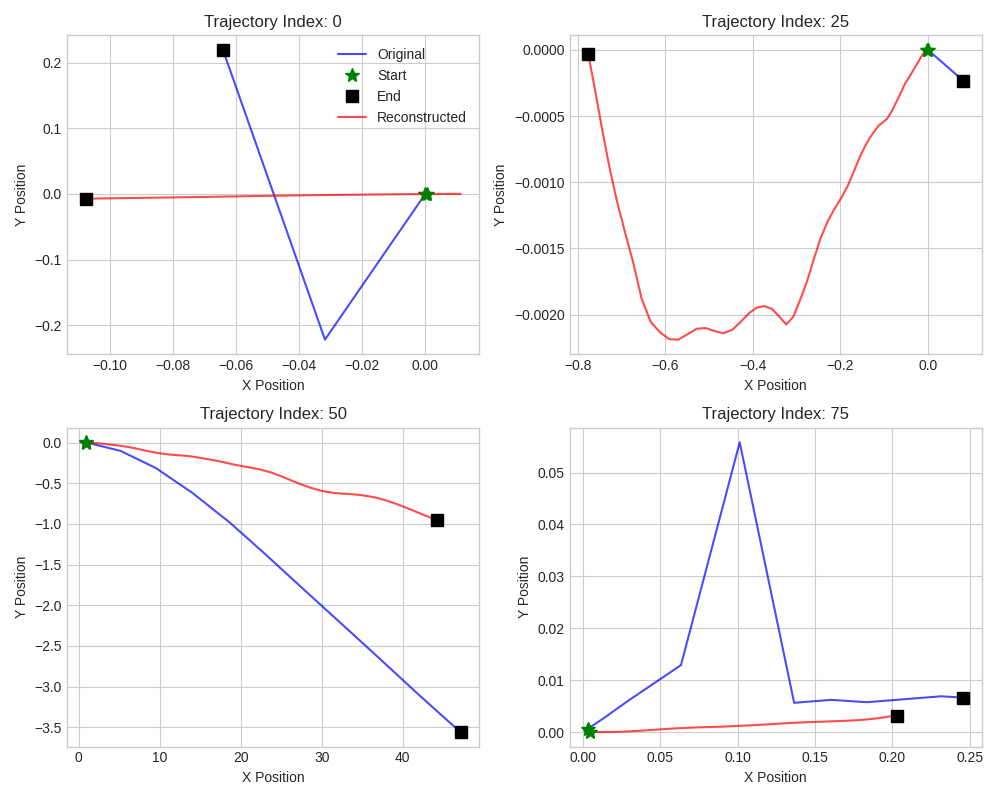 Trajectory Index: 0
0.2
0.1
0.0
−0.1
−0.2
Y Position
−0.10
−0.08
−0.06
−0.04
−0.02
0.00
X Position
Original
Start
End
Reconstructed
Trajectory Index: 25
0.0000
−0.0005
−0.0010
−0.0015
−0.0020
Y Position
−0.8
−0.6
−0.4
−0.2
0.0
X Position
Trajectory Index: 50
0.0
−0.5
−1.0
−1.5
−2.0
−2.5
−3.0
−3.5
Y Position
0
10
20
30
40
X Position
Trajectory Index: 75
0.05
0.04
0.03
0.02
0.01
0.00
Y Position
0.00
0.05
0.10
0.15
0.20
0.25
X Position